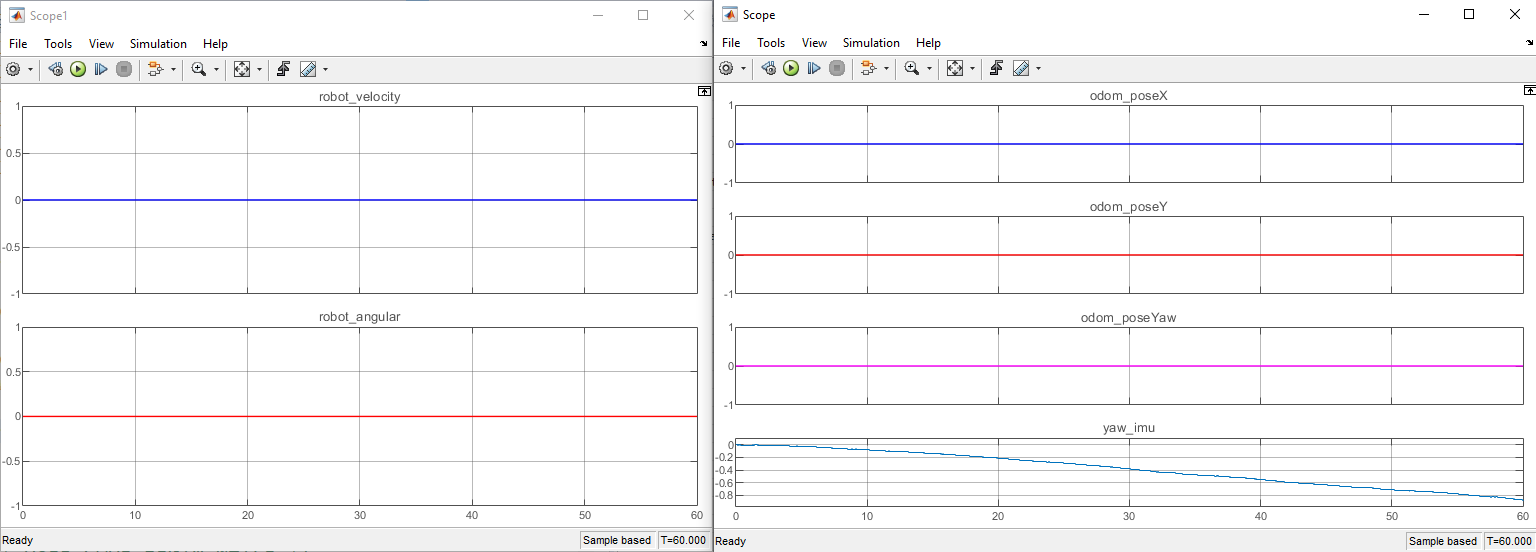 Scope1
File Tools View Simulation Help
robot_velocity
1
0.5
0
-0.5
-1
robot_angular
1
0.5
0
-0.5
-1
0 10 20 30 40 50 60
Ready Sample based T=60.000
Scope
File Tools View Simulation Help
odom_poseX
1
0
-1
odom_poseY
1
0
-1
odom_poseYaw
1
0
-1
yaw_imu
0
-0.2
-0.4
-0.6
-0.8
0 10 20 30 40 50 60
Ready Sample based T=60.000